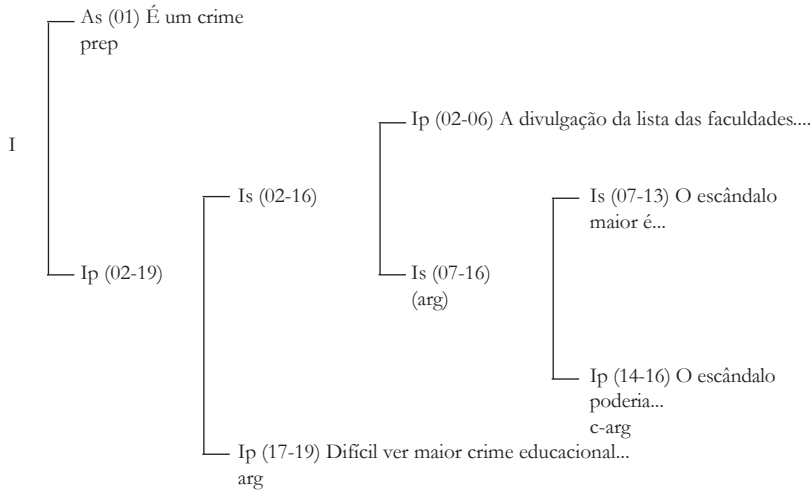 As (01) É um crime
prep
Ip (02-06) A divulgação da lista das faculdades....
I
Is (02-16)
Is (07-13) O escândalo
maior é...
Ip (02-19)
Is (07-16)
(arg)
Ip (14-16) O escândalo
poderia...
c-arg
Ip (17-19) Difícil ver maior crime educacional...
arg